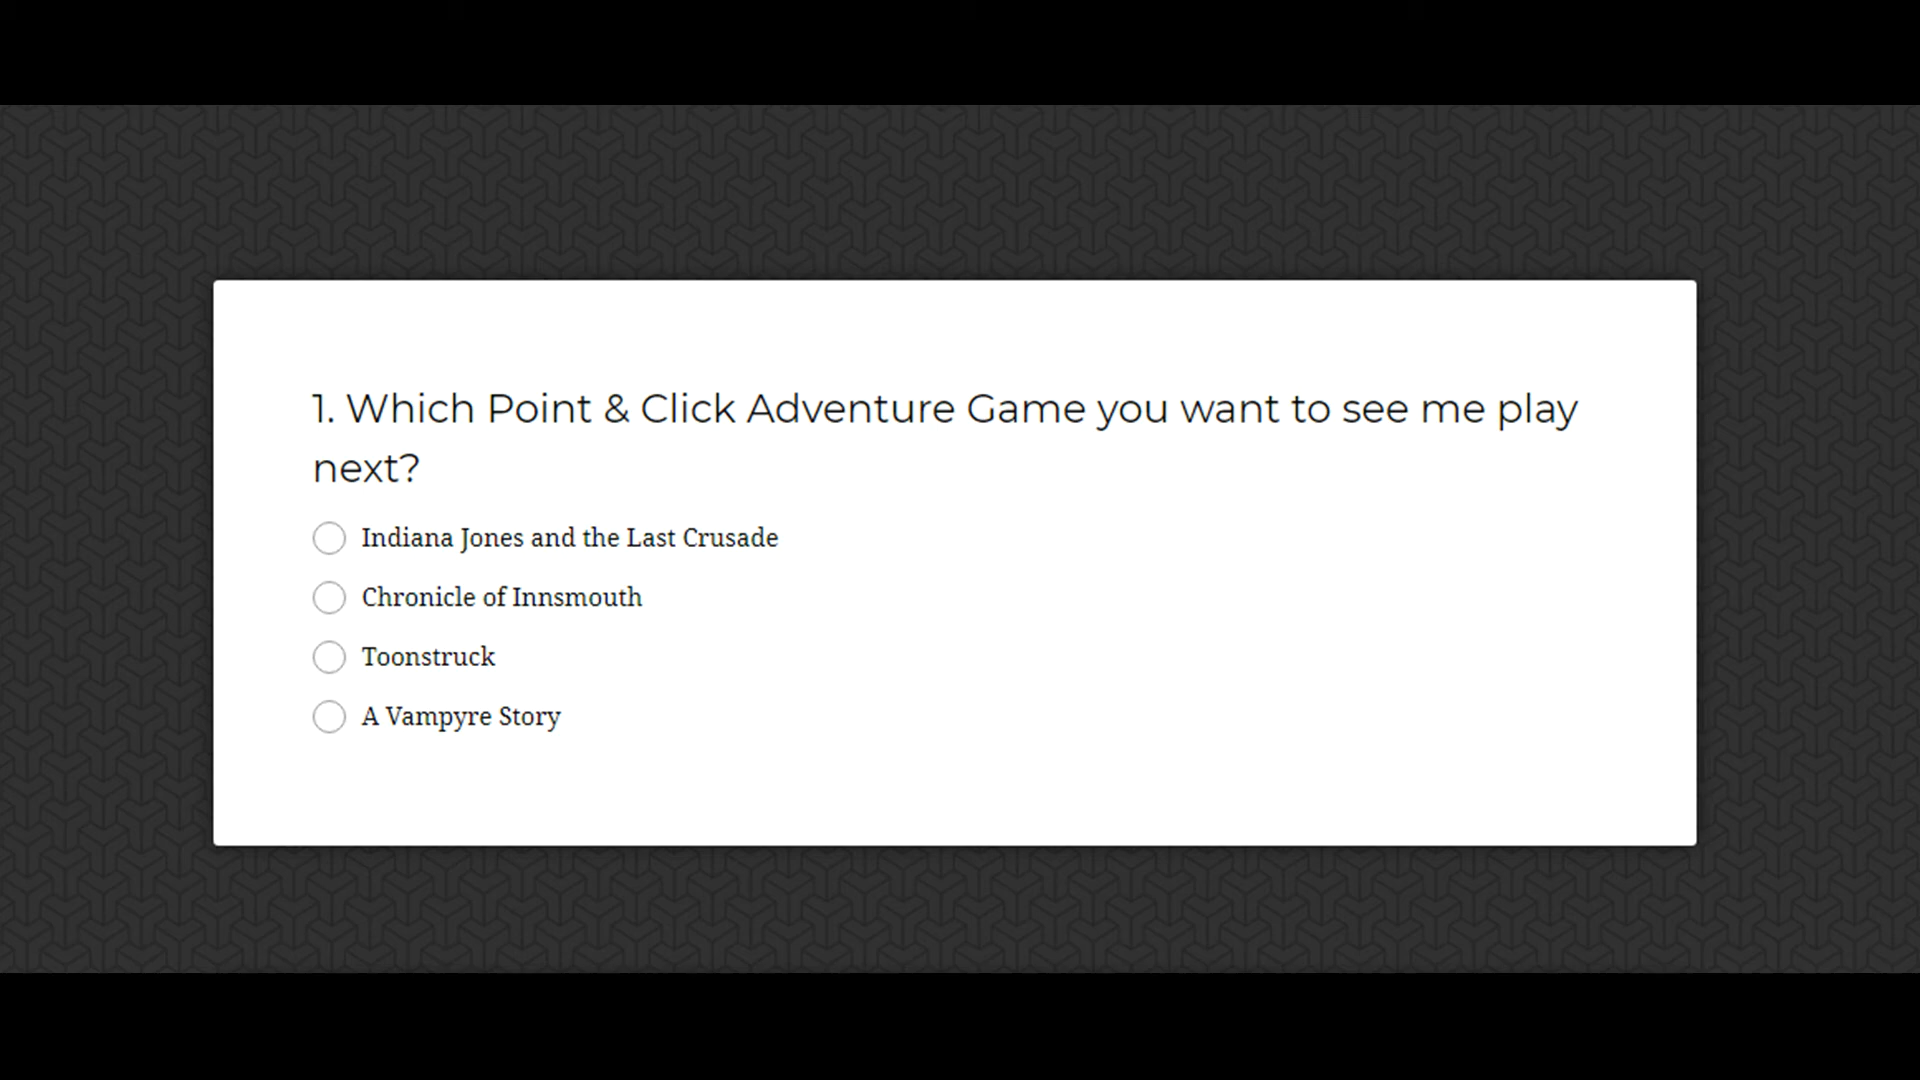 1. Which Point & Click Adventure Game you want to see me play
next?
Indiana Jones and the Last Crusade
Chronicle of Innsmouth
Toonstruck
A Vampyre Story